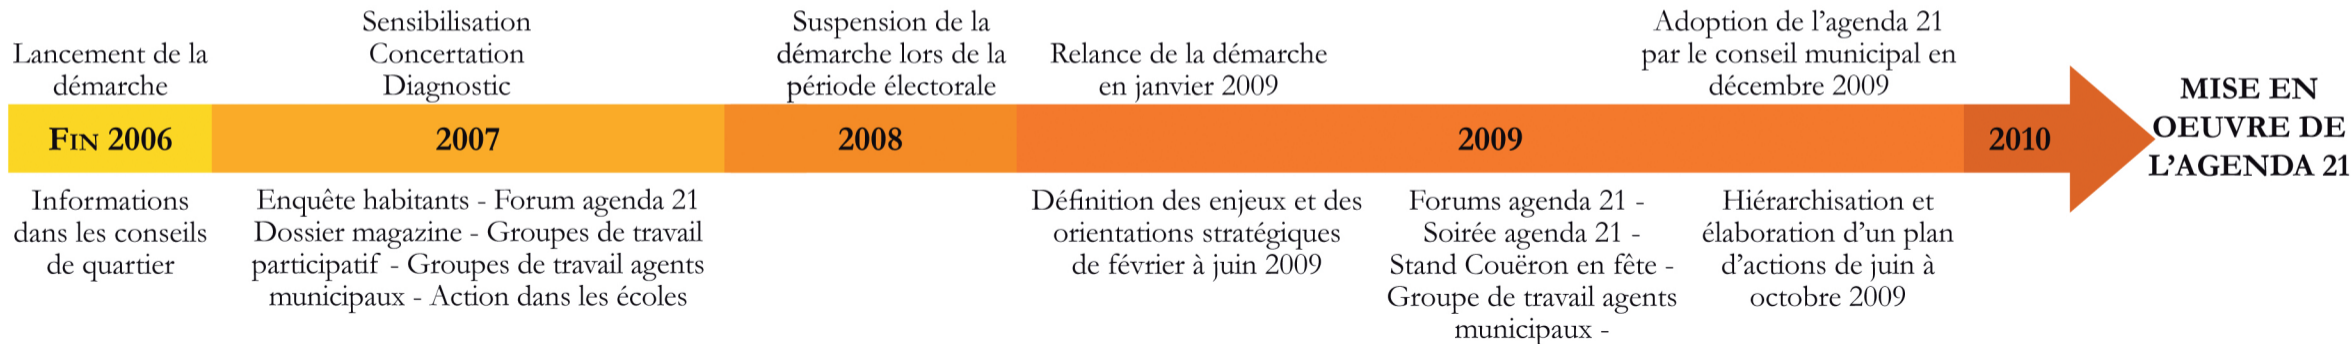 Lancement de la
démarche
Sensibilisation
Concertation
Diagnostic
Suspension de la
démarche lors de la
période électorale
Relance de la démarche
en janvier 2009
Adoption de l’agenda 21
par le conseil municipal en
décembre 2009
FIN 2006
2007
2008
2009
2010
MISE EN
OEUVRE DE
L’AGENDA 21
Informations
dans les conseils
de quartier
Enquête habitants - Forum agenda 21
Dossier magazine - Groupes de travail
participatif - Groupes de travail agents
municipaux - Action dans les écoles
Définition des enjeux et des
orientations stratégiques
de février à juin 2009
Forums agenda 21 -
Soirée agenda 21 -
Stand Couëron en fête -
Groupe de travail agents
municipaux -
Hiérarchisation et
élaboration d’un plan
d’actions de juin à
octobre 2009